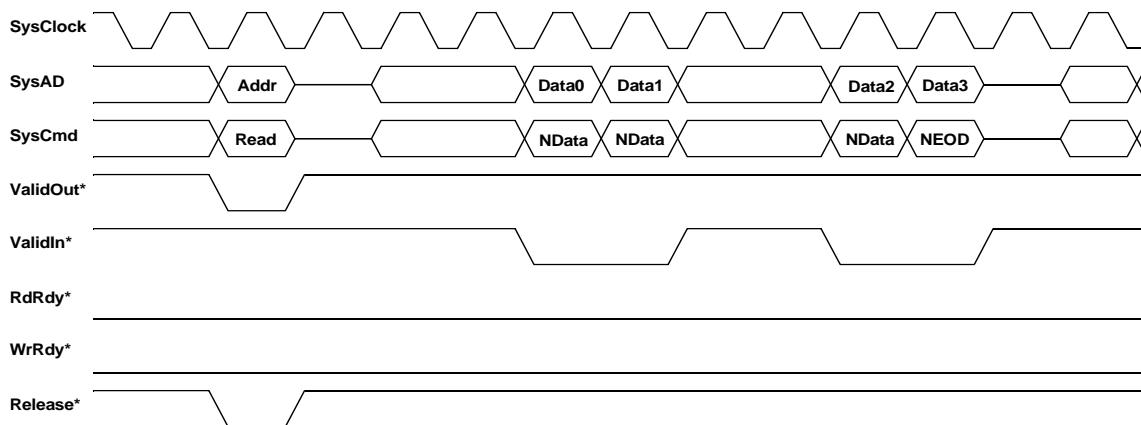 SysClock
SysAD Addr Data0 Data1 Data2 Data3
SysCmd Read NData NData NData NEOD
ValidOut*
ValidIn*
RdRdy*
WrRdy*
Release*